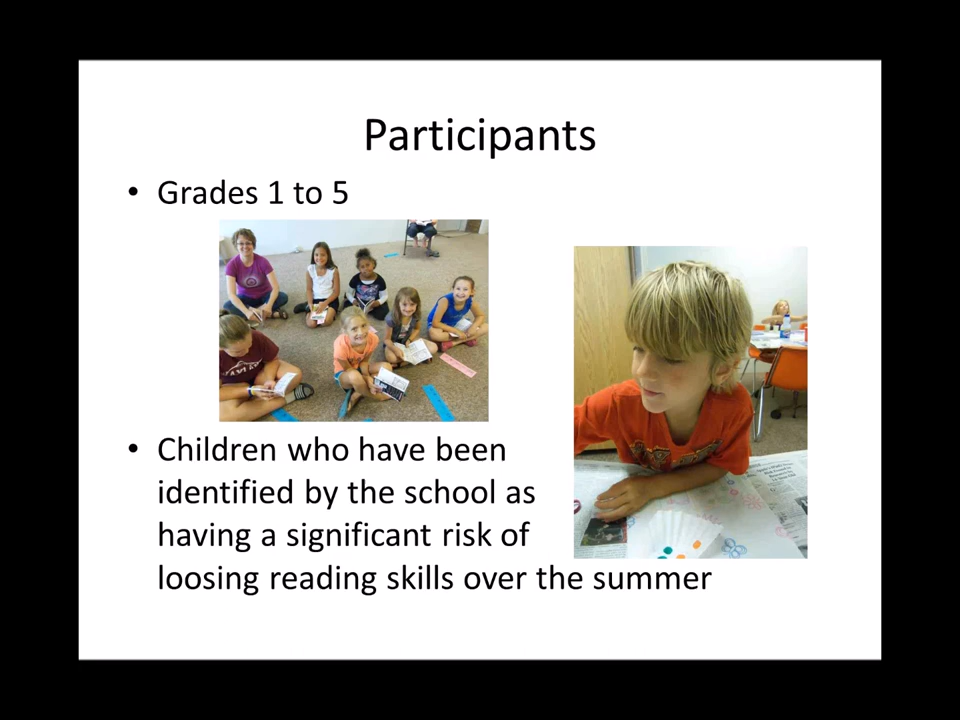 Participants
• Grades 1 to 5
• Children who have been
identified by the school as
having a significant risk of
loosing reading skills over the summer